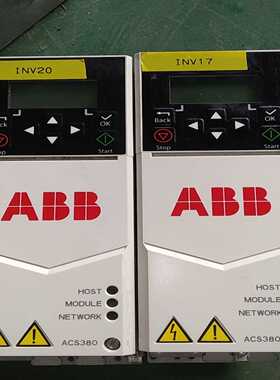 INV20
Back
OK
Stop
Start
ABB
HOST
MODULE
NETWORK
ACS380
INV17
Back
OK
Stop
Start
ABB
HOST
MODULE
NETWORK
ACS380